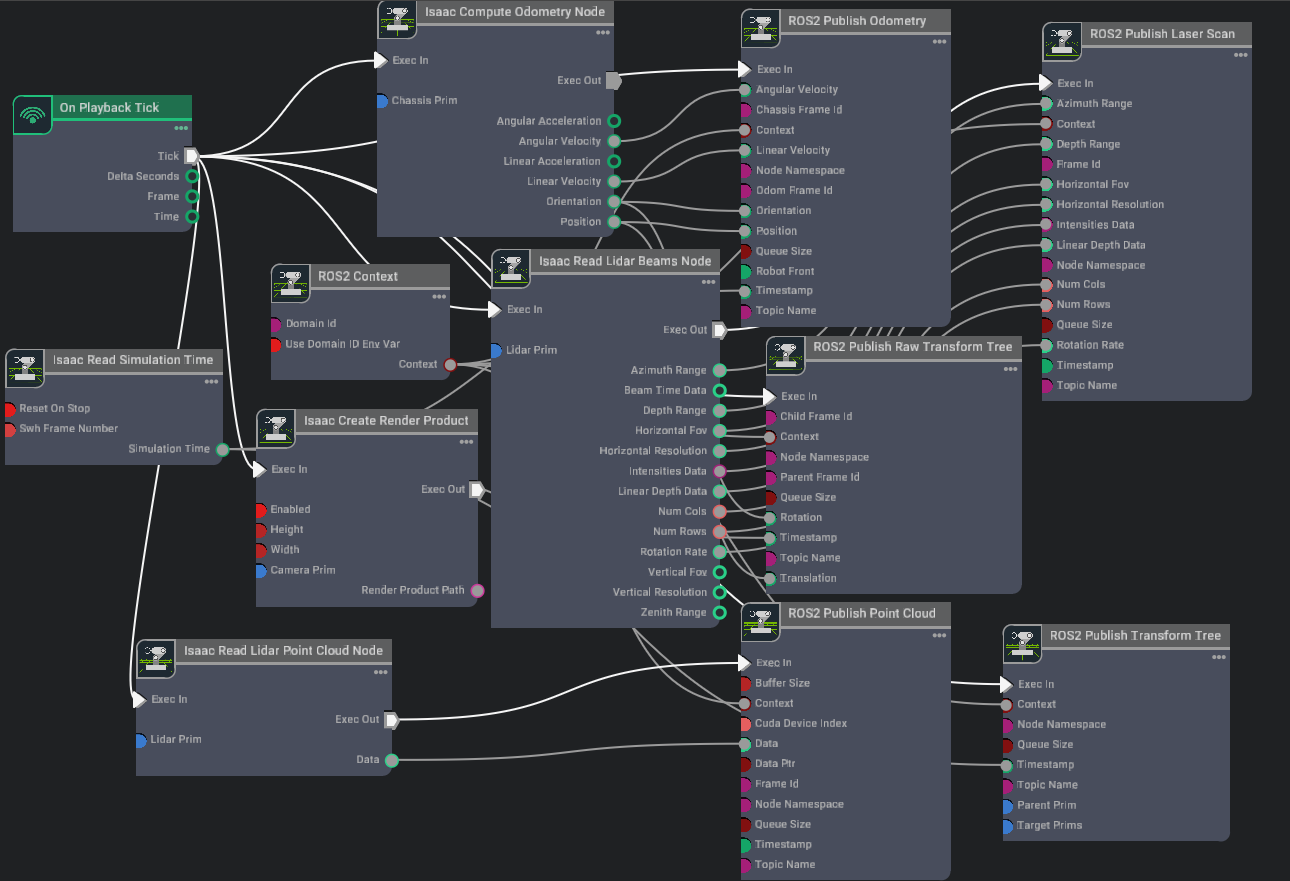 On Playback Tick
Tick
Delta Seconds
Frame
Time
Isaac Compute Odometry Node
Exec In
Exec Out
Chassis Prim
Angular Acceleration
Angular Velocity
Linear Acceleration
Linear Velocity
Orientation
Position
ROS2 Publish Odometry
Exec In
Angular Velocity
Chassis Frame Id
Context
Linear Velocity
Node Namespace
Odom Frame Id
Orientation
Position
Queue Size
Robot Front
Timestamp
Topic Name
ROS2 Publish Laser Scan
Exec In
Azimuth Range
Context
Depth Range
Frame Id
Horizontal Fov
Horizontal Resolution
Intensities Data
Linear Depth Data
Node Namespace
Num Cols
Num Rows
Queue Size
Rotation Rate
Timestamp
Topic Name
ROS2 Context
Domain Id
Use Domain ID Env Var
Context
Isaac Read Lidar Beams Node
Exec In
Exec Out
Lidar Prim
Azimuth Range
Beam Time Data
Depth Range
Horizontal Fov
Horizontal Resolution
Intensities Data
Linear Depth Data
Num Cols
Num Rows
Rotation Rate
Vertical Fov
Vertical Resolution
Zenith Range
ROS2 Publish Raw Transform Tree
Exec In
Child Frame Id
Context
Node Namespace
Parent Frame Id
Queue Size
Rotation
Timestamp
Topic Name
Translation
Isaac Read Simulation Time
Reset On Stop
Swh Frame Number
Simulation Time
Isaac Create Render Product
Exec In
Exec Out
Enabled
Height
Width
Camera Prim
Render Product Path
Isaac Read Lidar Point Cloud Node
Exec In
Exec Out
Lidar Prim
Data
ROS2 Publish Point Cloud
Exec In
Buffer Size
Context
Cuda Device Index
Data
Data Ptr
Frame Id
Node Namespace
Queue Size
Timestamp
Topic Name
ROS2 Publish Transform Tree
Exec In
Context
Node Namespace
Queue Size
Timestamp
Topic Name
Parent Prim
Target Prims